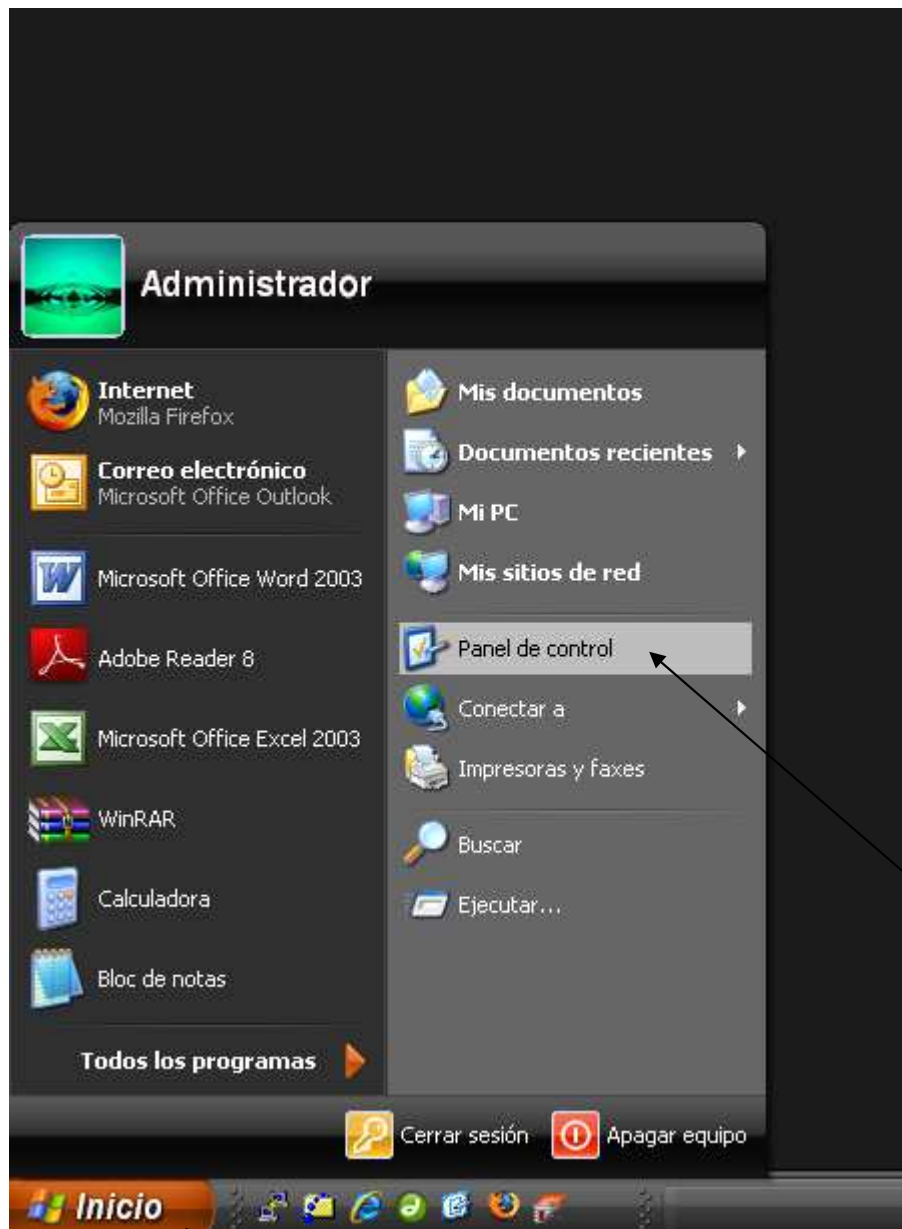 Administrador
Internet
Mozilla Firefox
Correo electrónico
Microsoft Office Outlook
Microsoft Office Word 2003
Adobe Reader 8
Microsoft Office Excel 2003
WinRAR
Calculadora
Bloc de notas
Todos los programas
Mis documentos
Documentos recientes
Mi PC
Mis sitios de red
Panel de control
Conectar a
Impresoras y faxes
Buscar
Ejecutar...
Cerrar sesión
Apagar equipo
Inicio